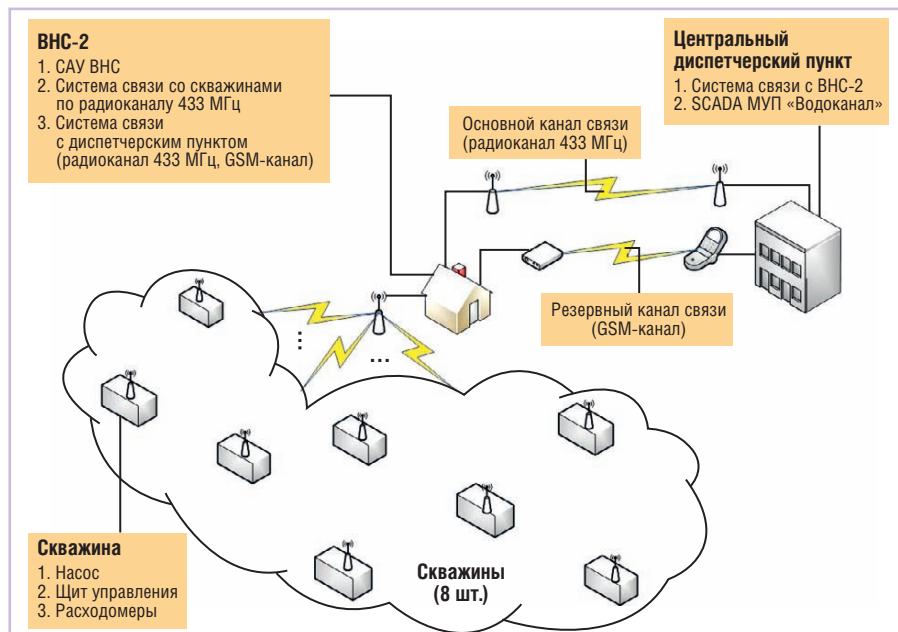 ВНС-2
1. САУ ВНС
2. Система связи со скважинами
по радиоканалу 433 МГц
3. Система связи
с диспетчерским пунктом
(радиоканал 433 МГц, GSM-канал)
Центральный
диспетчерский пункт
1. Система связи с ВНС-2
2. SCADA МУП «Водоканал»
Основной канал связи
(радиоканал 433 МГц)
Резервный канал связи
(GSM-канал)
...
...
Скважина
1. Насос
2. Щит управления
3. Расходомеры
Скважины
(8 шт.)